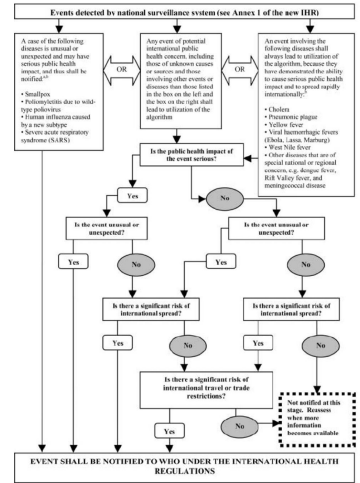 Events detected by national surveillance system (see Annex 1 of the new IHR)
A case of the following
diseases is unusual or
unexpected and may have
serious public health
impact, and thus shall be
notified:
• Smallpox
• Poliomyelitis due to wild-
type poliovirus
• Human influenza caused
by a new subtype
• Severe acute respiratory
syndrome (SARS)
OR
Any event of potential
international public
health concern, including
those of unknown causes
or sources and those
involving other events or
diseases than those listed
in the box on the left and
the box on the right shall
lead to utilization of the
algorithm
OR
An event involving the
following diseases shall
always lead to utilization of the
algorithm, because they have
demonstrated the ability
to cause serious public health
impact and to spread rapidly
internationally:
• Cholera
• Pneumonic plague
• Yellow fever
• Viral haemorrhagic fevers
(Ebola, Lassa, Marburg)
• West Nile fever
• Other diseases that are of
special national or regional
concern, e.g. dengue fever,
Rift Valley fever, and
meningococcal disease
Is the public health impact of
the event serious?
Yes
No
Is the event unusual or
unexpected?
Is the event unusual or
unexpected?
Yes
No
Yes
No
Is there a significant risk of
international spread?
Is there a significant risk of
international spread?
Yes
No
Yes
No
Is there a significant risk of
international travel or trade
restrictions?
Not notified at this
stage. Reassess
when more
information
becomes available
Yes
No
EVENT SHALL BE NOTIFIED TO WHO UNDER THE INTERNATIONAL HEALTH
REGULATIONS